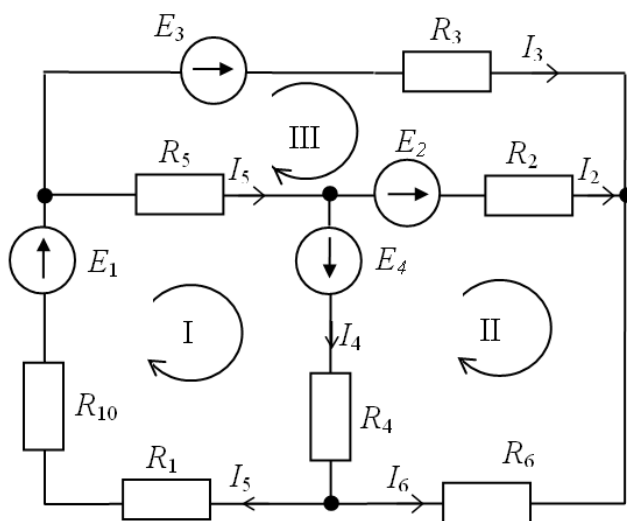 E3 R3 I3
III
R5 I5 E2 R2 I2
E1 E4
I II
I4
R10 R4
R1 I5 I6 R6